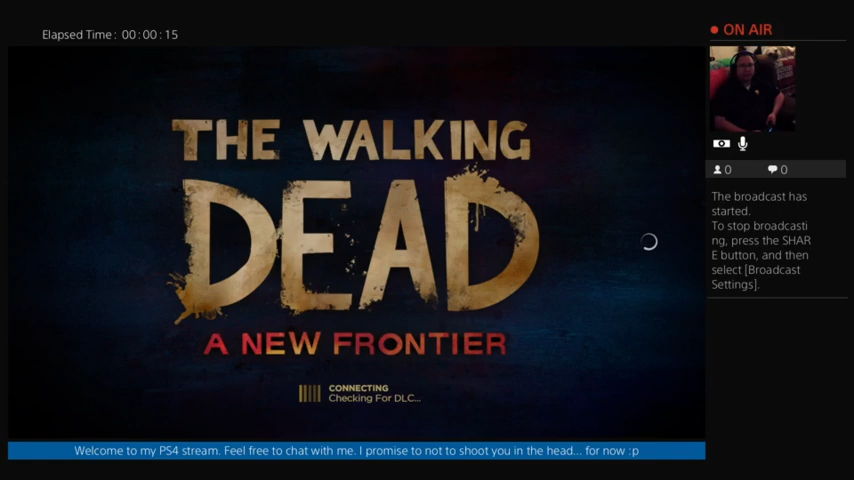 Elapsed Time: 00:00:15
ON AIR
THE WALKING
DEAD
A NEW FRONTIER
CONNECTING
Checking For DLC...
0
0
The broadcast has
started.
To stop broadcasti
ng, press the SHAR
E button, and then
select [Broadcast
Settings].
Welcome to my PS4 stream. Feel free to chat with me. I promise to not to shoot you in the head... for now :p